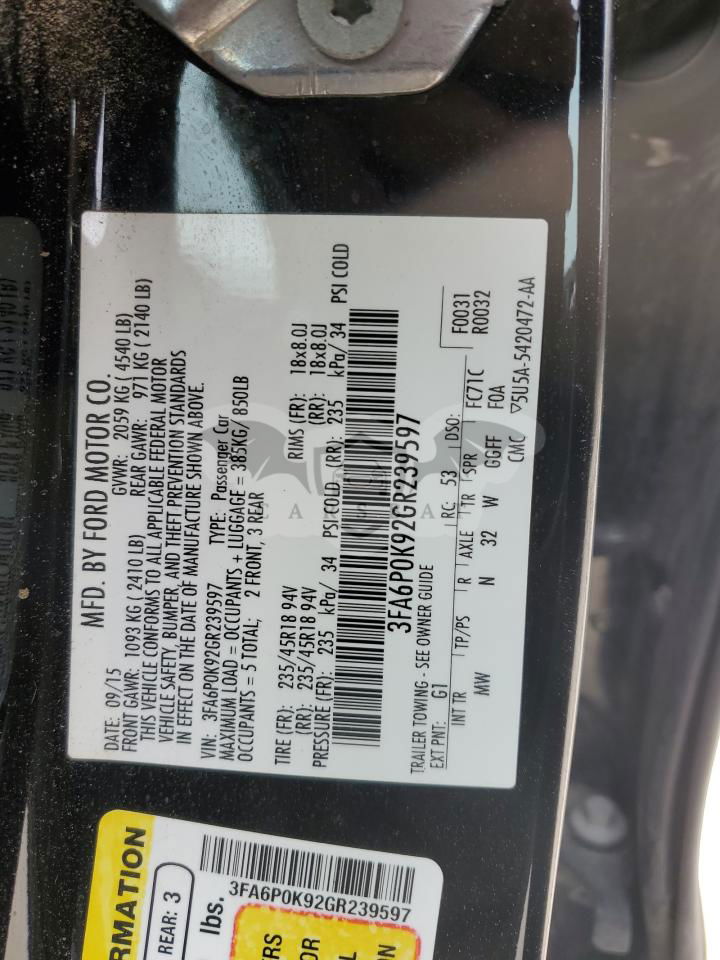 MFD. BY FORD MOTOR CO.
DATE: 09/15 GVWR: 2059 KG ( 4540 LB)
FRONT GAWR: 1093 KG ( 2410 LB) REAR GAWR: 971 KG ( 2140 LB)
THIS VEHICLE CONFORMS TO ALL APPLICABLE FEDERAL MOTOR
VEHICLE SAFETY, BUMPER, AND THEFT PREVENTION STANDARDS
IN EFFECT ON THE DATE OF MANUFACTURE SHOWN ABOVE.
VIN: 3FA6P0K92GR239597 TYPE: Passenger Car
MAXIMUM LOAD = OCCUPANTS + LUGGAGE = 385KG/ 850LB
OCCUPANTS = 5 TOTAL; 2 FRONT, 3 REAR
TIRE (FR): 235/45R18 94V RIMS (FR): 18x8.0J
(RR): 235/45R18 94V (RR): 18x8.0J
PRESSURE (FR): 235 kPa/ 34 PSI COLD (RR): 235 kPa/ 34 PSI COLD
3FA6P0K92GR239597
TRAILER TOWING - SEE OWNER GUIDE F0031
EXT PNT: G1 RC: 53 DSO: R0032
INT TR TP/PS R AXLE TR SPR FC71C
MW N 32 W GGFF F0A
CMC ▽5U5A-5420472-AA
RMATION
REAR: 3
lbs.
3FA6P0K92GR239597